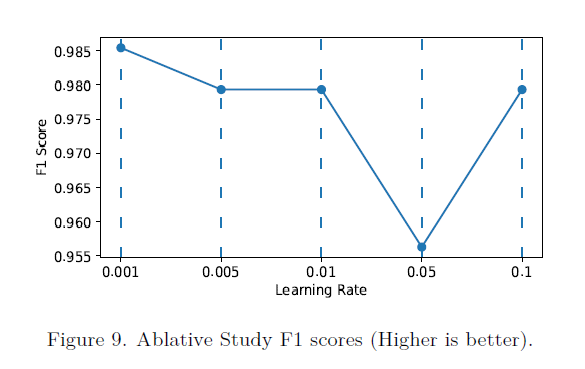 0.985
0.980
0.975
0.970
0.965
0.960
0.955
F1 Score
0.001 0.005 0.01 0.05 0.1
Learning Rate
Figure 9. Ablative Study F1 scores (Higher is better).